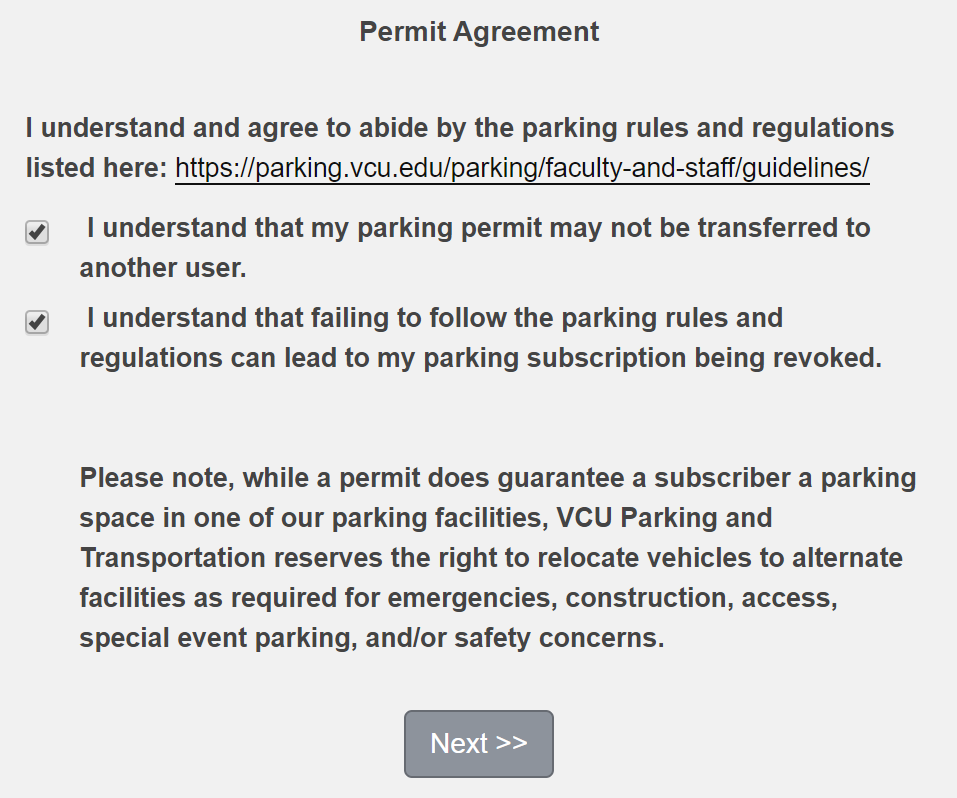 Permit Agreement
I understand and agree to abide by the parking rules and regulations
listed here: https://parking.vcu.edu/parking/faculty-and-staff/guidelines/
I understand that my parking permit may not be transferred to
another user.
I understand that failing to follow the parking rules and
regulations can lead to my parking subscription being revoked.
Please note, while a permit does guarantee a subscriber a parking
space in one of our parking facilities, VCU Parking and
Transportation reserves the right to relocate vehicles to alternate
facilities as required for emergencies, construction, access,
special event parking, and/or safety concerns.
Next >>